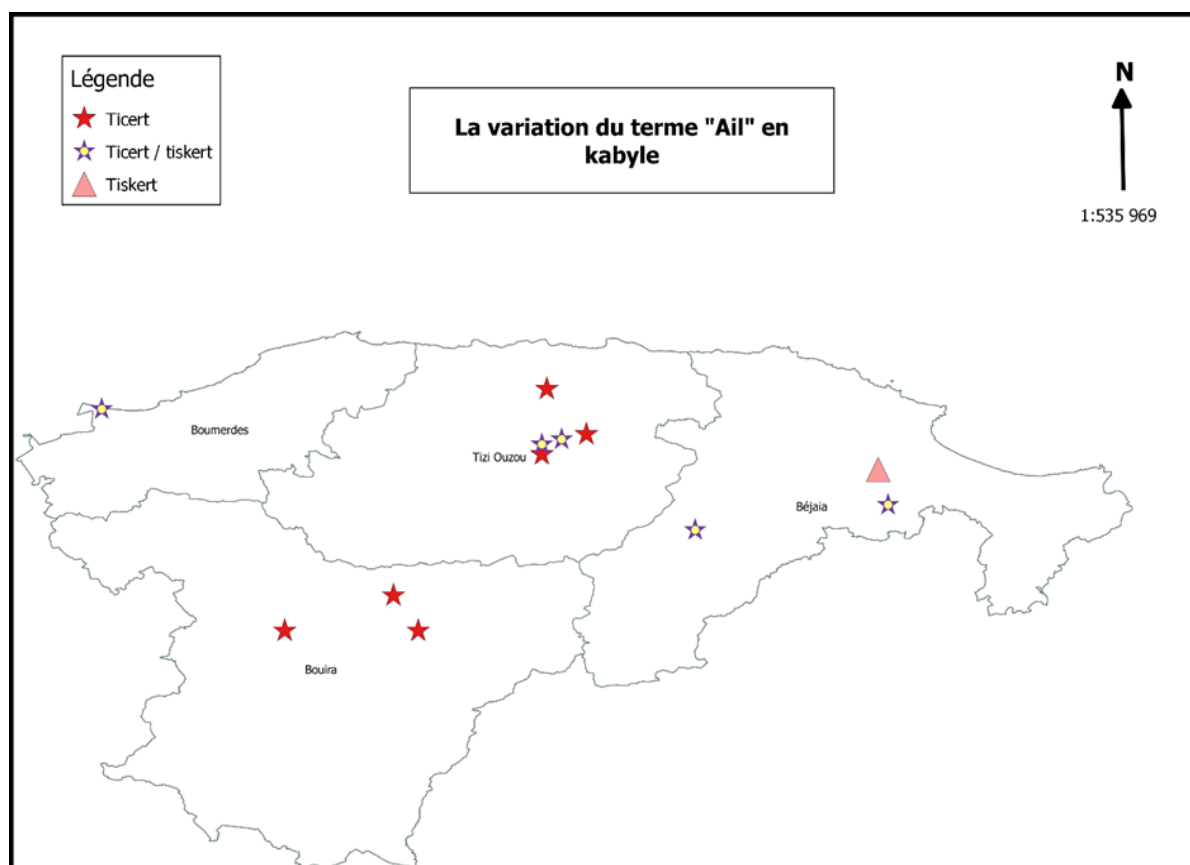 Légende
Ticert
Ticert / tiskert
Tiskert
La variation du terme "Ail" en
kabyle
N
1:535 969
Boumerdes
Tizi Ouzou
Béjaia
Bouira